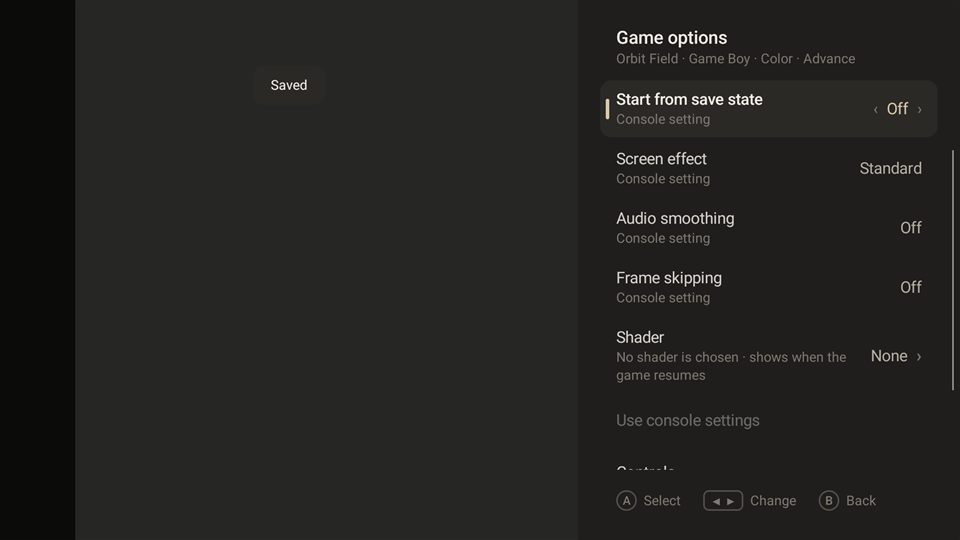 Saved
Game options
Orbit Field · Game Boy · Color · Advance
Start from save state
Console setting
‹ Off ›
Screen effect
Console setting
Standard
Audio smoothing
Console setting
Off
Frame skipping
Console setting
Off
Shader
No shader is chosen · shows when the
game resumes
None ›
Use console settings
A Select ◀ ▶ Change B Back